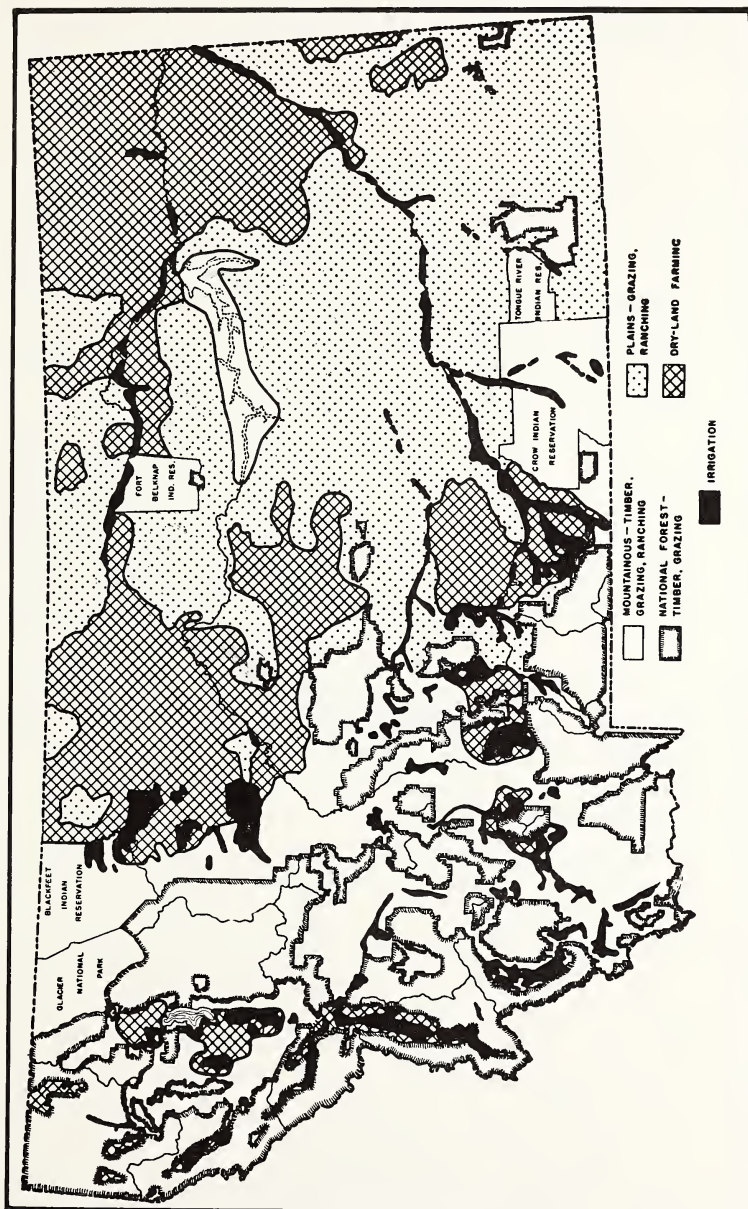 GLACIER
NATIONAL
PARK
BLACKFEET
INDIAN
RESERVATION
FORT
BELKNAP
IND. RES.
TONGUE RIVER
INDIAN RES.
CROW INDIAN
RESERVATION
MOUNTAINOUS – TIMBER,
GRAZING, RANCHING
NATIONAL FOREST –
TIMBER, GRAZING
PLAINS – GRAZING,
RANCHING
DRY-LAND FARMING
IRRIGATION